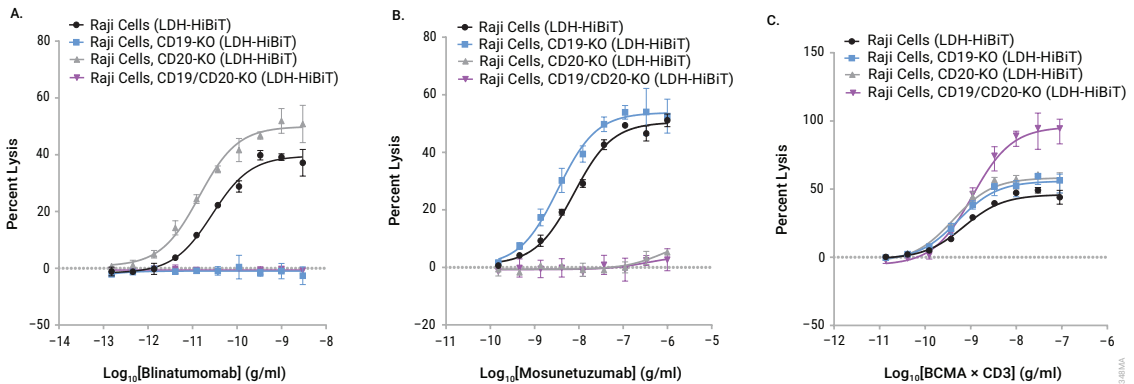 A.
Raji Cells (LDH-HiBiT)
Raji Cells, CD19-KO (LDH-HiBiT)
Raji Cells, CD20-KO (LDH-HiBiT)
Raji Cells, CD19/CD20-KO (LDH-HiBiT)
Percent Lysis
80
60
40
20
0
−50
−14
−13
−12
−11
−10
−9
−8
−7
Log10[Blinatumomab] (g/ml)
B.
Raji Cells (LDH-HiBiT)
Raji Cells, CD19-KO (LDH-HiBiT)
Raji Cells, CD20-KO (LDH-HiBiT)
Raji Cells, CD19/CD20-KO (LDH-HiBiT)
Percent Lysis
80
60
40
20
0
−20
−11
−10
−9
−8
−7
−6
−5
Log10[Mosunetuzumab] (g/ml)
C.
Raji Cells (LDH-HiBiT)
Raji Cells, CD19-KO (LDH-HiBiT)
Raji Cells, CD20-KO (LDH-HiBiT)
Raji Cells, CD19/CD20-KO (LDH-HiBiT)
Percent Lysis
150
100
50
0
−50
−12
−11
−10
−9
−8
−7
−6
Log10[BCMA × CD3] (g/ml)
348MA